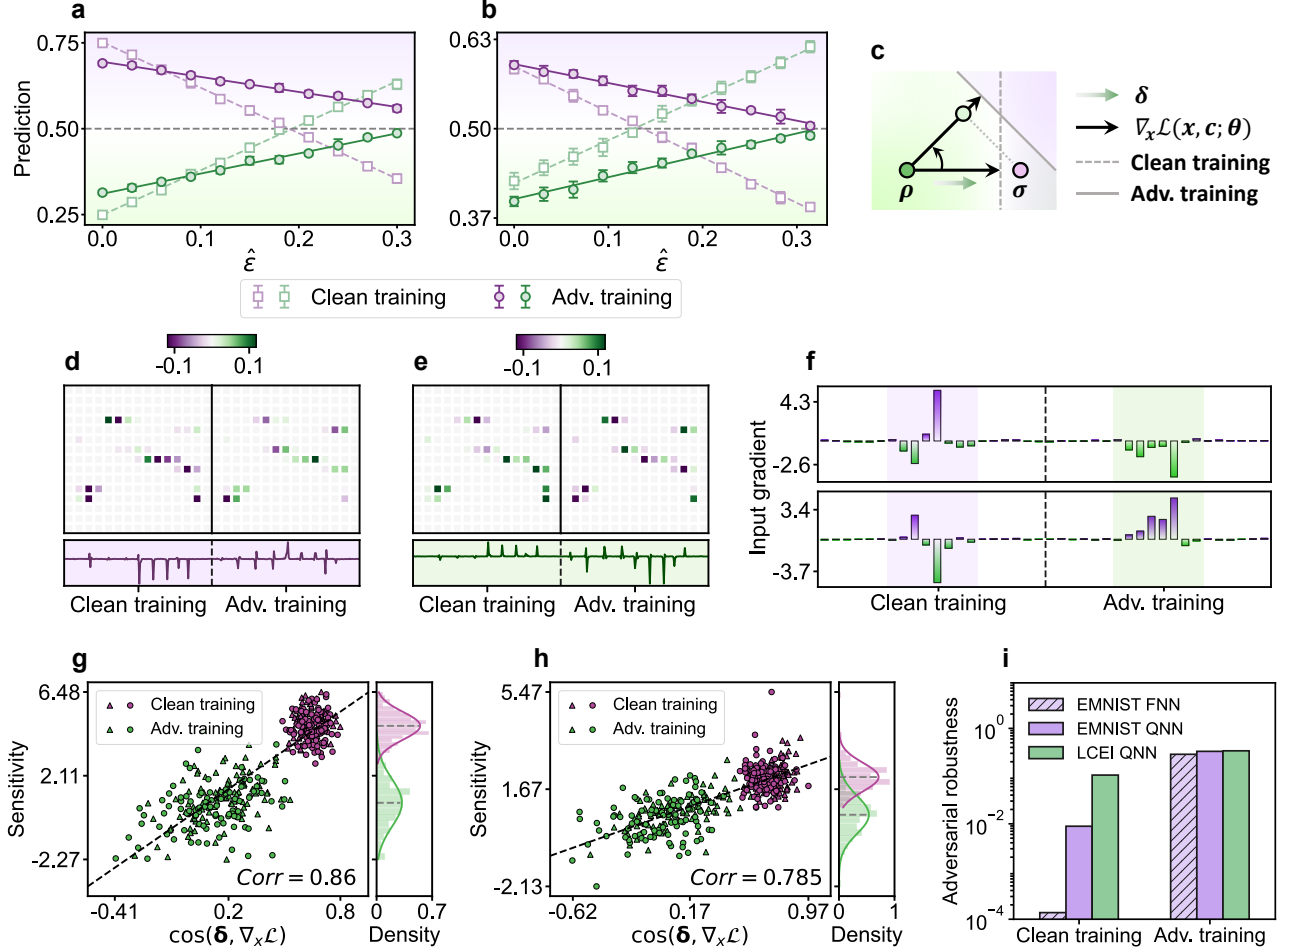 a
0.75
0.50
0.25
Prediction
0.0
0.1
0.2
0.3
ε̂
b
0.63
0.50
0.37
0.0
0.1
0.2
0.3
ε̂
Clean training
Adv. training
c
ρ
σ
δ
∇ₓℒ(x, c; θ)
Clean training
Adv. training
d
−0.1 0.1
Clean training Adv. training
e
−0.1 0.1
Clean training Adv. training
f
Input gradient
4.3
-2.6
3.4
-3.7
Clean training Adv. training
g
Sensitivity
6.48
2.11
-2.27
Clean training
Adv. training
Corr = 0.86
-0.41 0.2 0.8
cos(δ, ∇ₓℒ)
0 0.7
Density
h
Sensitivity
5.47
1.67
-2.13
Clean training
Adv. training
Corr = 0.785
-0.62 0.17 0.97
cos(δ, ∇ₓℒ)
0 1
Density
i
Adversarial robustness
10⁰
10⁻²
10⁻⁴
EMNIST FNN
EMNIST QNN
LCEI QNN
Clean training Adv. training